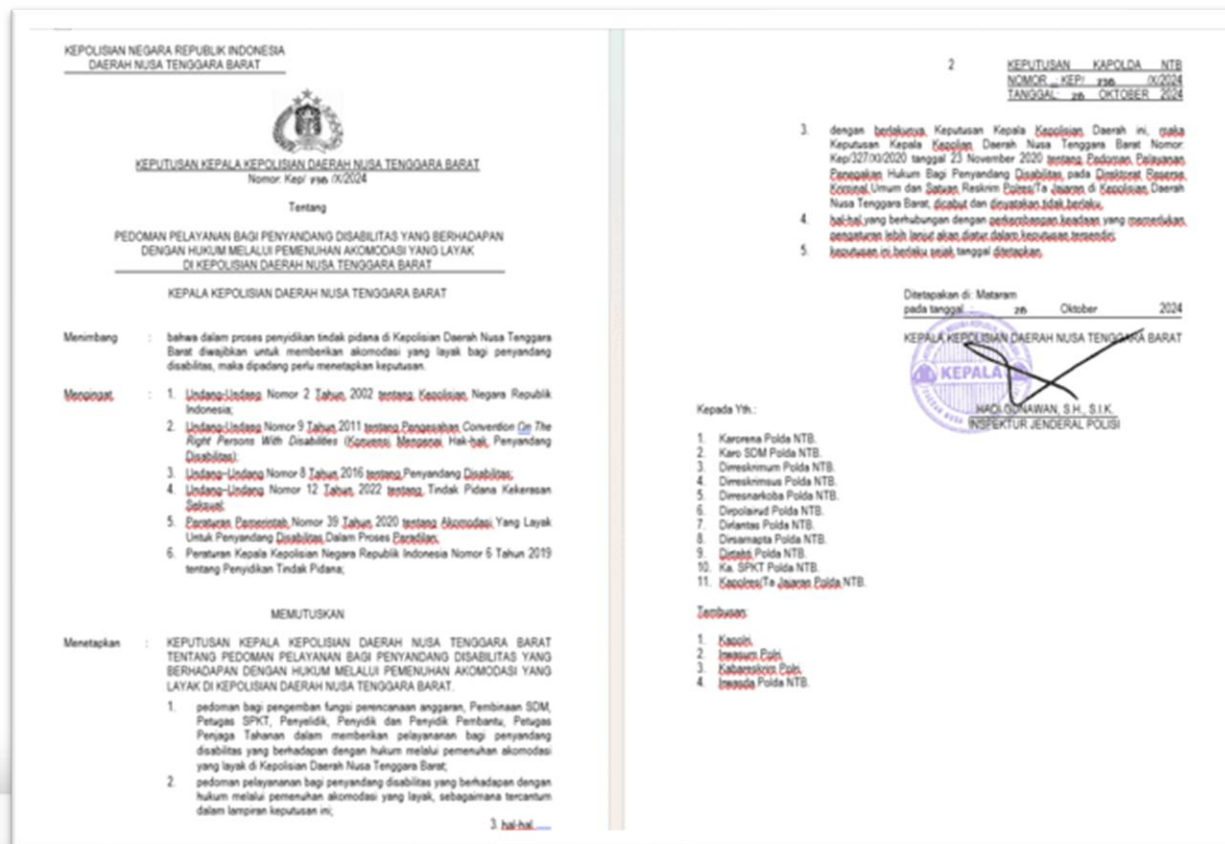 KEPOLISIAN NEGARA REPUBLIK INDONESIA
DAERAH NUSA TENGGARA BARAT
KEPUTUSAN KEPALA KEPOLISIAN DAERAH NUSA TENGGARA BARAT
Nomor: Kep/ /X/2024
Tentang
PEDOMAN PELAYANAN BAGI PENYANDANG DISABILITAS YANG BERHADAPAN
DENGAN HUKUM MELALUI PEMENUHAN AKOMODASI YANG LAYAK
DI KEPOLISIAN DAERAH NUSA TENGGARA BARAT
KEPALA KEPOLISIAN DAERAH NUSA TENGGARA BARAT
Menimbang : bahwa dalam proses penyidikan tindak pidana di Kepolisian Daerah Nusa Tenggara
Barat diwajibkan untuk memberikan akomodasi yang layak bagi penyandang
disabilitas, maka dipadang perlu menetapkan keputusan.
Mengingat : 1. Undang-Undang Nomor 2 Tahun 2002 tentang Kepolisian Negara Republik
Indonesia;
2. Undang-Undang Nomor 9 Tahun 2011 tentang Pengesahan Convention On The
Right Persons With Disabilities (Konvensi Mengenai Hak-hak Penyandang
Disabilitas);
3. Undang–Undang Nomor 8 Tahun 2016 tentang Penyandang Disabilitas;
4. Undang–Undang Nomor 12 Tahun 2022 tentang Tindak Pidana Kekerasan
Seksual;
5. Peraturan Pemerintah Nomor 39 Tahun 2020 tentang Akomodasi Yang Layak
Untuk Penyandang Disabilitas Dalam Proses Peradilan;
6. Peraturan Kepala Kepolisian Negara Republik Indonesia Nomor 6 Tahun 2019
tentang Penyidikan Tindak Pidana;
MEMUTUSKAN
Menetapkan : KEPUTUSAN KEPALA KEPOLISIAN DAERAH NUSA TENGGARA BARAT
TENTANG PEDOMAN PELAYANAN BAGI PENYANDANG DISABILITAS YANG
BERHADAPAN DENGAN HUKUM MELALUI PEMENUHAN AKOMODASI YANG
LAYAK DI KEPOLISIAN DAERAH NUSA TENGGARA BARAT.
1. pedoman bagi pengemban fungsi perencanaan anggaran, Pembinaan SDM,
Petugas SPKT, Penyelidik, Penyidik dan Penyidik Pembantu, Petugas
Penjaga Tahanan dalam memberikan pelayananan bagi penyandang
disabilitas yang berhadapan dengan hukum melalui pemenuhan akomodasi
yang layak di Kepolisian Daerah Nusa Tenggara Barat;
2. pedoman pelayananan bagi penyandang disabilitas yang berhadapan dengan
hukum melalui pemenuhan akomodasi yang layak, sebagaimana tercantum
dalam lampiran keputusan ini;
3. hal-hal .....
2 KEPUTUSAN KAPOLDA NTB
NOMOR : KEP/ /X/2024
TANGGAL: 28 OKTOBER 2024
3. dengan berlakunya Keputusan Kepala Kepolisian Daerah ini, maka
Keputusan Kepala Kepolian Daerah Nusa Tenggara Barat Nomor:
Kep/327/XI/2020 tanggal 23 November 2020 tentang Pedoman Pelayanan
Penegakan Hukum Bagi Penyandang Disabilitas pada Direktorat Reserse
Kriminal Umum dan Satuan Reskrim Polres/Ta Jajaran di Kepolisian Daerah
Nusa Tenggara Barat, dicabut dan dinyatakan tidak berlaku.
4. hal-hal yang berhubungan dengan perkembangan keadaan yang memerlukan
pengaturan lebih lanjut akan diatur dalam keputusan tersendiri;
5. keputusan ini berlaku sejak tanggal ditetapkan.
Ditetapakan di: Mataram
pada tanggal : 28 Oktober 2024
KEPALA KEPOLISIAN DAERAH NUSA TENGGARA BARAT
KEPALA
HADI GUNAWAN, S.H., S.I.K.
INSPEKTUR JENDERAL POLISI
Kepada Yth.:
1. Karorena Polda NTB.
2. Karo SDM Polda NTB.
3. Dirreskrimum Polda NTB.
4. Dirreskrimsus Polda NTB.
5. Dirresnarkoba Polda NTB.
6. Dirpolairud Polda NTB.
7. Dirlantas Polda NTB.
8. Dirsamapta Polda NTB.
9. Dirtahti Polda NTB.
10. Ka. SPKT Polda NTB.
11. Kapolres/Ta Jajaran Polda NTB.
Tembusan:
1. Kapolri.
2. Irwasum Polri.
3. Kabareskrim Polri.
4. Irwasda Polda NTB.